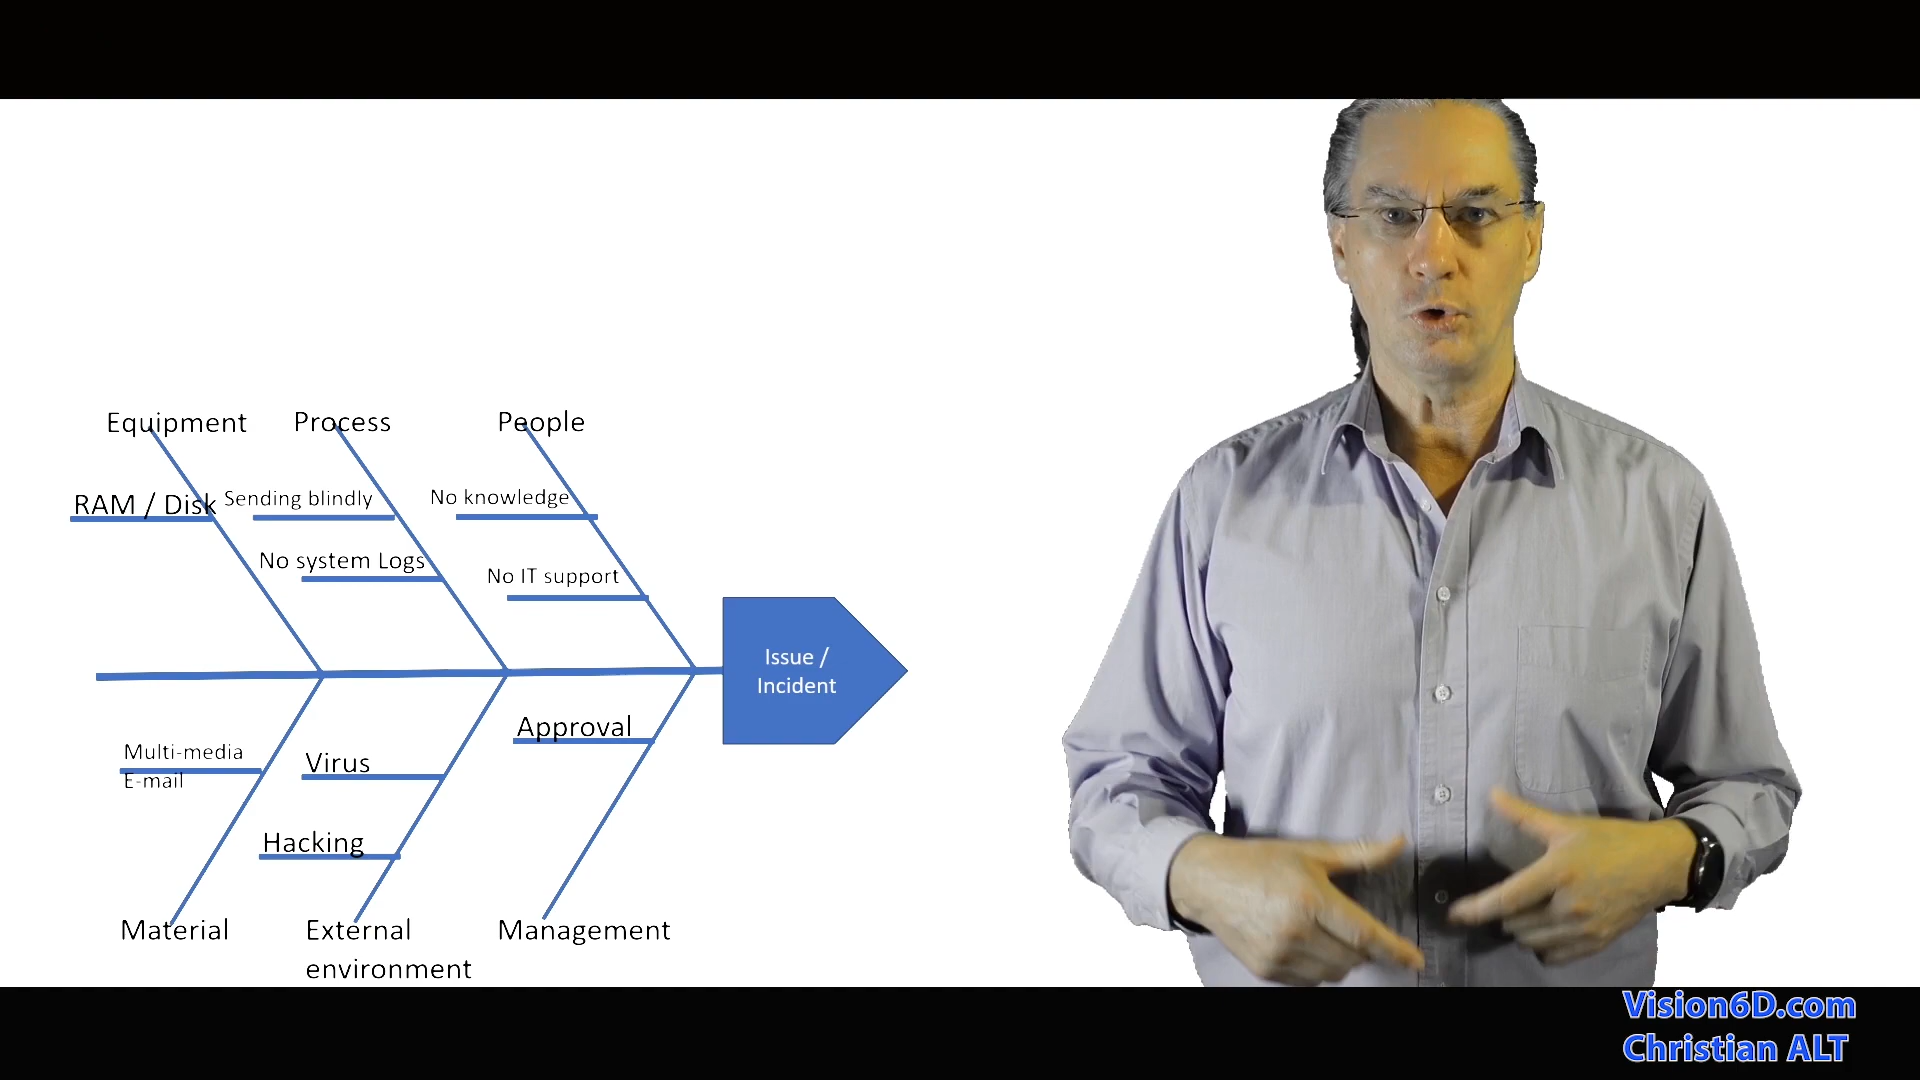 Equipment
Process
People
RAM / Disk
Sending blindly
No knowledge
No system Logs
No IT support
Issue /
Incident
Approval
Multi-media
E-mail
Virus
Hacking
Material
External
environment
Management
Vision6D.com
Christian ALT